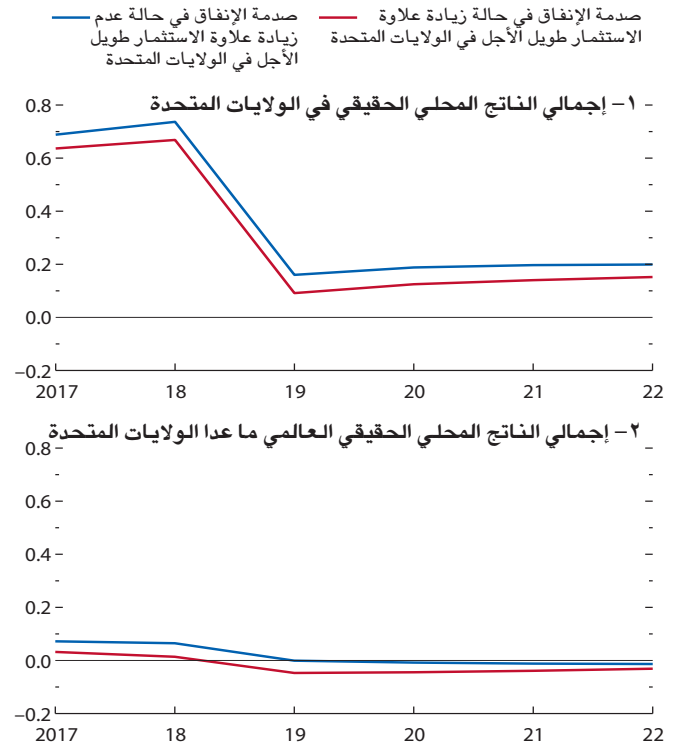 صدمة الإنفاق في حالة زيادة علاوة
الاستثمار طويل الأجل في الولايات المتحدة
صدمة الإنفاق في حالة عدم
زيادة علاوة الاستثمار طويل
الأجل في الولايات المتحدة
١– إجمالي الناتج المحلي الحقيقي في الولايات المتحدة
0.8
0.6
0.4
0.2
0.0
–0.2
2017 18 19 20 21 22
٢– إجمالي الناتج المحلي الحقيقي العالمي ما عدا الولايات المتحدة
0.8
0.6
0.4
0.2
0.0
–0.2
2017 18 19 20 21 22